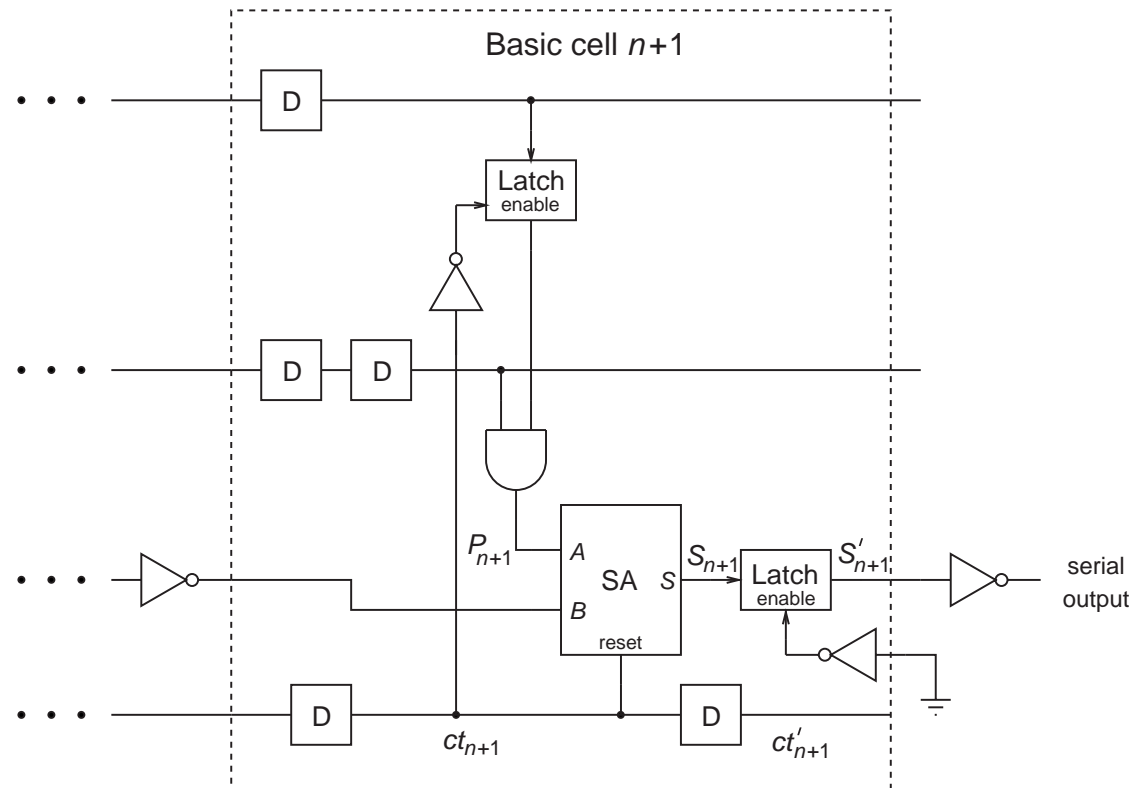 Basic cell n+1
D
Latch
enable
D D
P_{n+1}
A
B
SA
S
reset
S_{n+1}
Latch
enable
S'_{n+1}
serial
output
D
ct_{n+1}
D
ct'_{n+1}